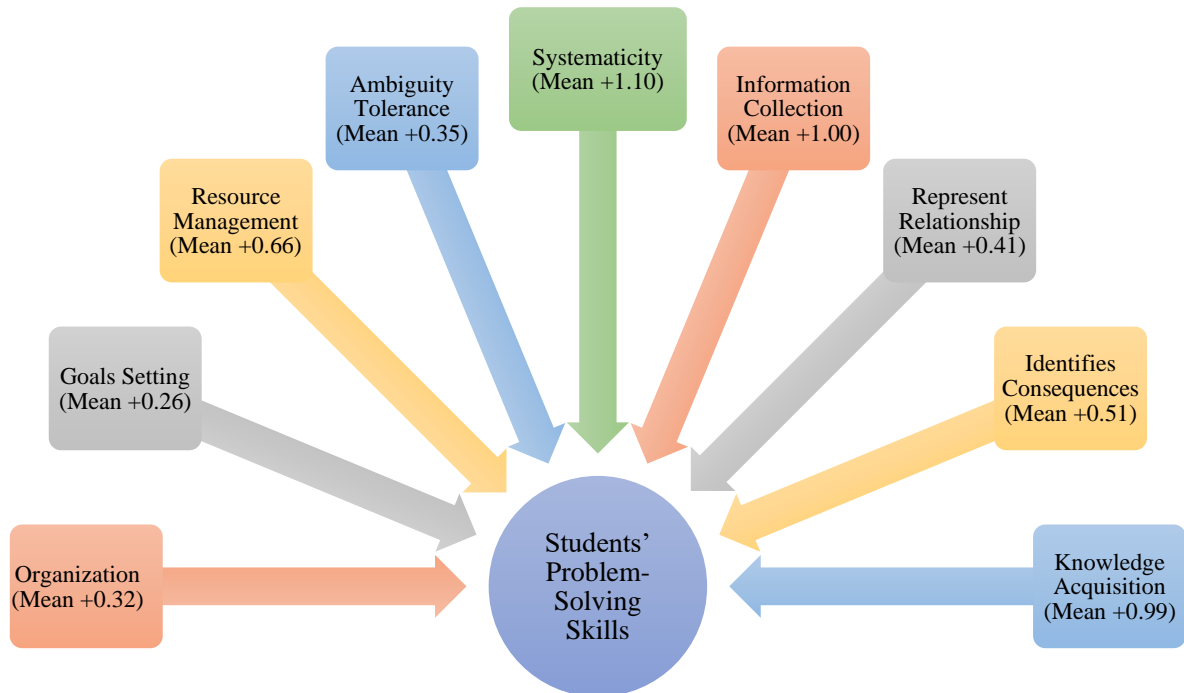 Organization
(Mean +0.32)
Goals Setting
(Mean +0.26)
Resource
Management
(Mean +0.66)
Ambiguity
Tolerance
(Mean +0.35)
Systematicity
(Mean +1.10)
Information
Collection
(Mean +1.00)
Represent
Relationship
(Mean +0.41)
Identifies
Consequences
(Mean +0.51)
Knowledge
Acquisition
(Mean +0.99)
Students’
Problem-
Solving
Skills